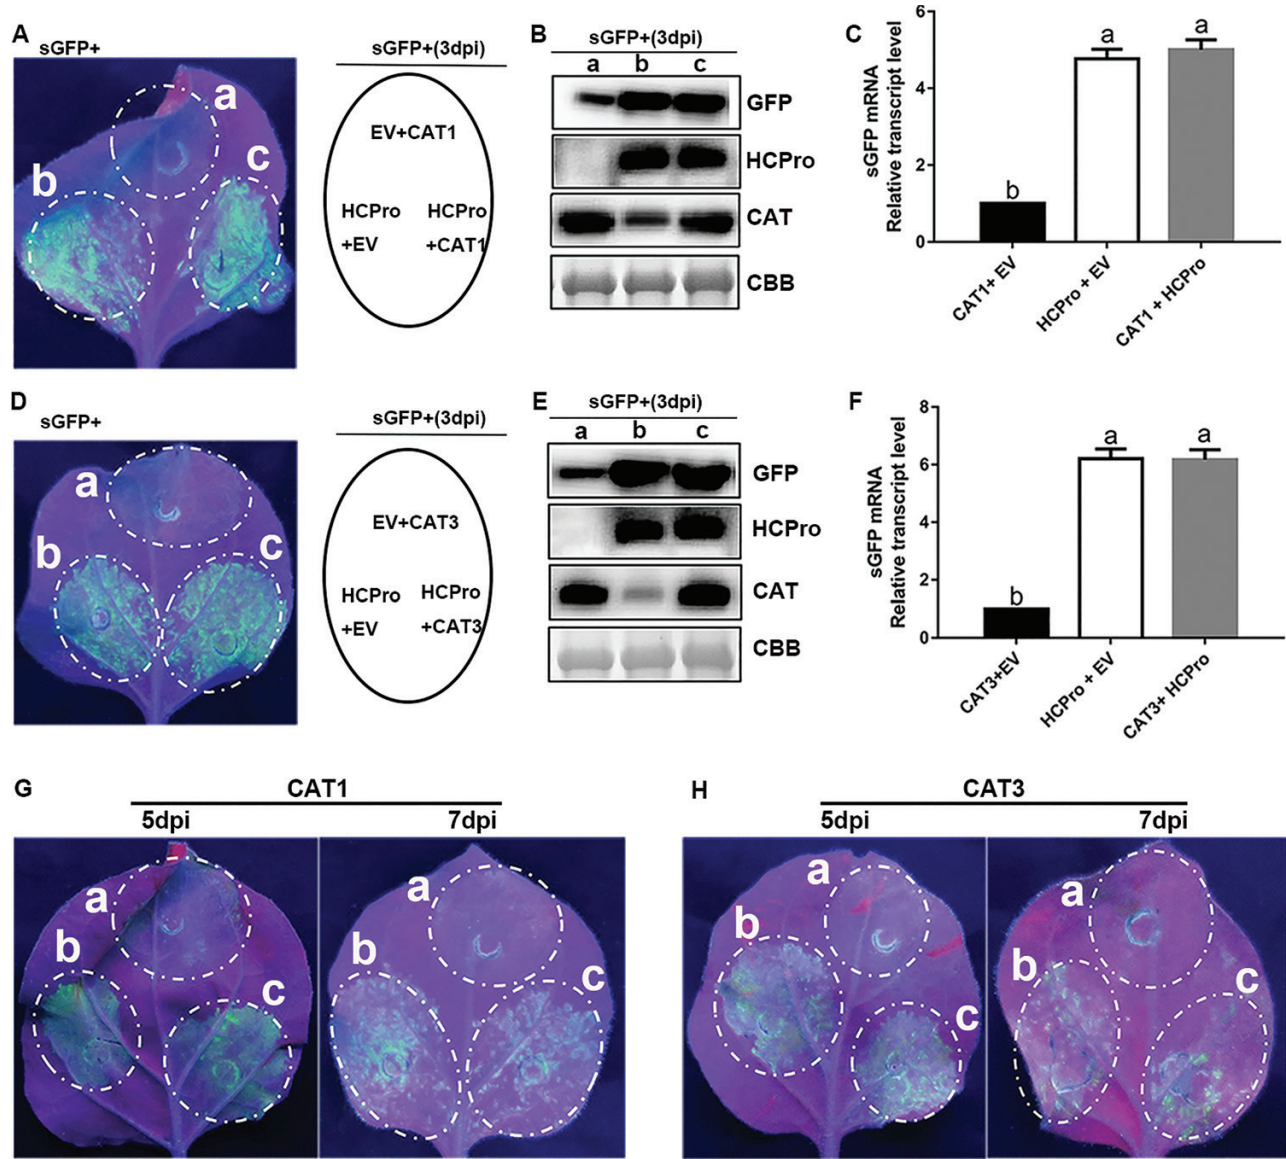 A
sGFP+
a
b
c
sGFP+(3dpi)
EV+CAT1
HCPro HCPro
+EV +CAT1
B
sGFP+(3dpi)
a b c
GFP
HCPro
CAT
CBB
C
sGFP mRNA
Relative transcript level
6
4
2
0
b
a
a
CAT1+ EV
HCPro + EV
CAT1 + HCPro
D
sGFP+
a
b
c
sGFP+(3dpi)
EV+CAT3
HCPro HCPro
+EV +CAT3
E
sGFP+(3dpi)
a b c
GFP
HCPro
CAT
CBB
F
sGFP mRNA
Relative transcript level
8
6
4
2
0
b
a
a
CAT3+EV
HCPro + EV
CAT3+ HCPro
G
CAT1
5dpi 7dpi
a
b
c
a
b
c
H
CAT3
5dpi 7dpi
a
b
c
a
b
c